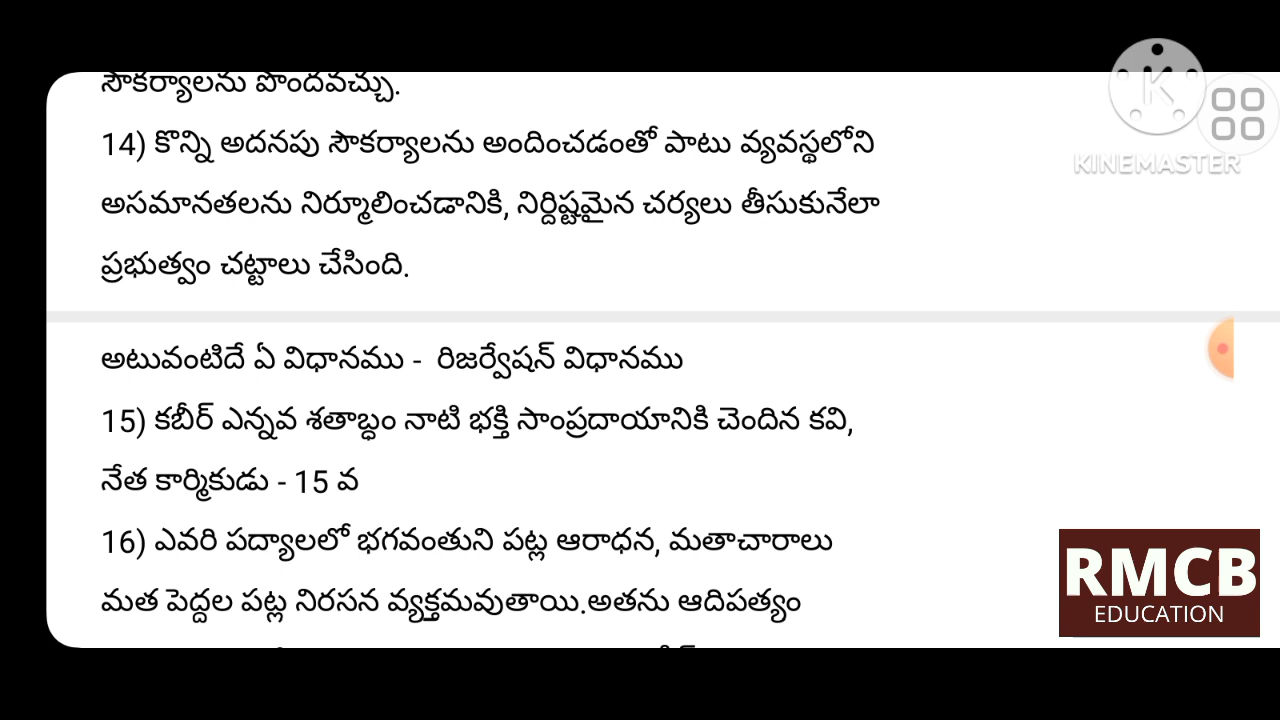 సౌకర్యాలను పొందవచ్చు.
14) కొన్ని అదనపు సౌకర్యాలను అందించడంతో పాటు వ్యవస్థలోని
అసమానతలను నిర్మూలించడానికి, నిర్దిష్టమైన చర్యలు తీసుకునేలా
ప్రభుత్వం చట్టాలు చేసింది.
అటువంటిదే ఏ విధానము - రిజర్వేషన్ విధానము
15) కబీర్ ఎన్నవ శతాబ్ధం నాటి భక్తి సాంప్రదాయానికి చెందిన కవి,
నేత కార్మికుడు - 15 వ
16) ఎవరి పద్యాలలో భగవంతుని పట్ల ఆరాధన, మతాచారాలు
మత పెద్దల పట్ల నిరసన వ్యక్తమవుతాయి.అతను ఆదిపత్యం
KINEMASTER
RMCB
EDUCATION